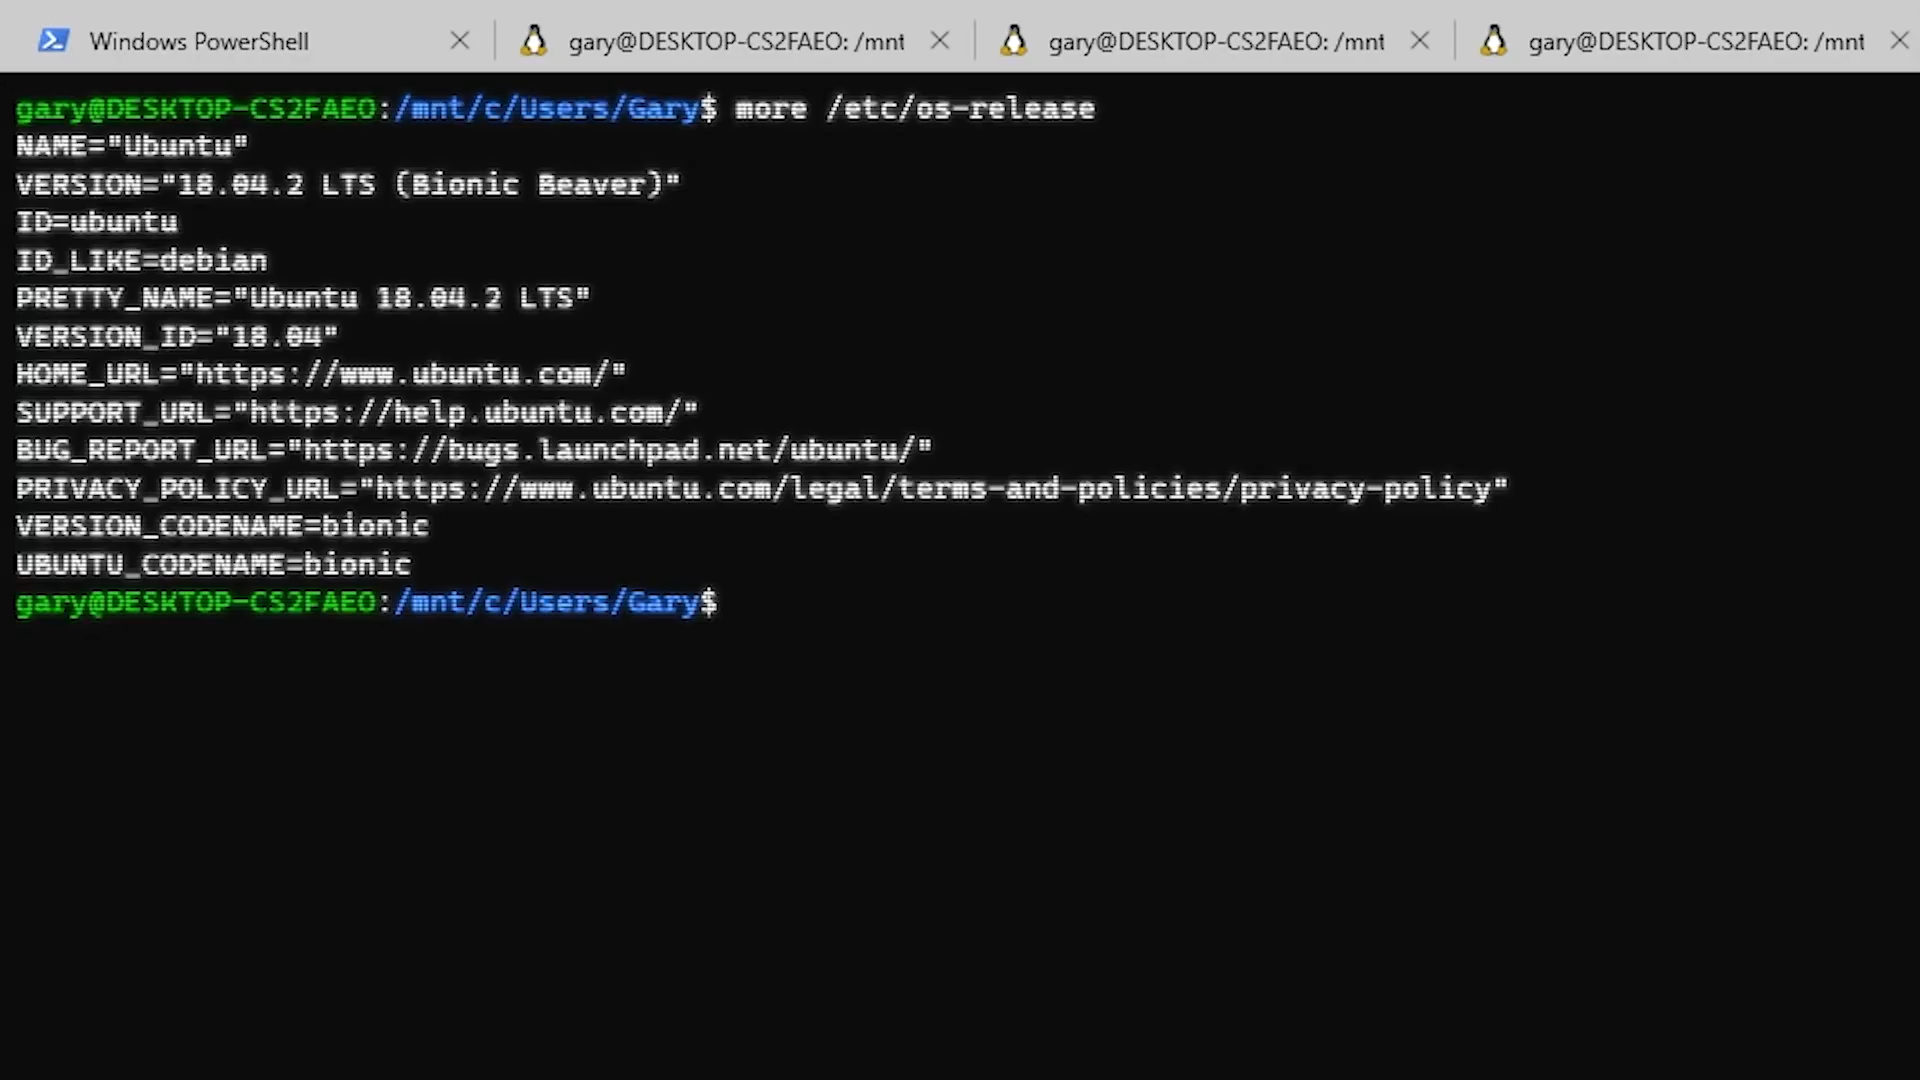 Windows PowerShell
gary@DESKTOP-CS2FAEO: /mnt
gary@DESKTOP-CS2FAEO: /mnt
gary@DESKTOP-CS2FAEO: /mnt
gary@DESKTOP-CS2FAEO:/mnt/c/Users/Gary$ more /etc/os-release
NAME="Ubuntu"
VERSION="18.04.2 LTS (Bionic Beaver)"
ID=ubuntu
ID_LIKE=debian
PRETTY_NAME="Ubuntu 18.04.2 LTS"
VERSION_ID="18.04"
HOME_URL="https://www.ubuntu.com/"
SUPPORT_URL="https://help.ubuntu.com/"
BUG_REPORT_URL="https://bugs.launchpad.net/ubuntu/"
PRIVACY_POLICY_URL="https://www.ubuntu.com/legal/terms-and-policies/privacy-policy"
VERSION_CODENAME=bionic
UBUNTU_CODENAME=bionic
gary@DESKTOP-CS2FAEO:/mnt/c/Users/Gary$